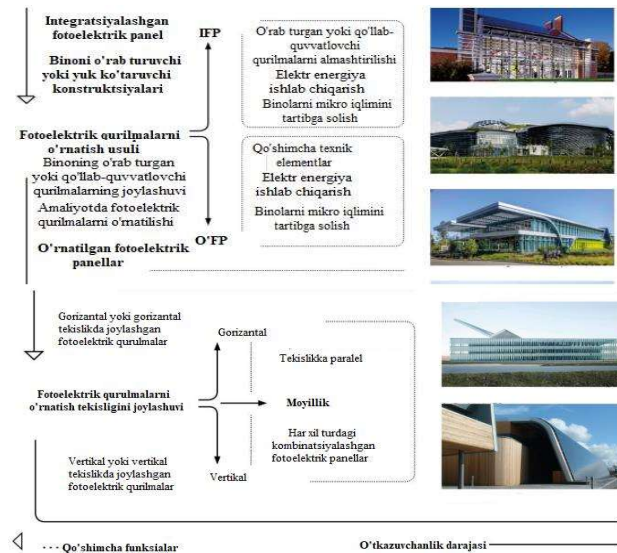 Integratsiyalashgan
fotoelektrik panel
Binoni o'rab turuvchi
yoki yuk ko'taruvchi
konstruktsiyalari
IFP
O'rab turgan yoki qo'llab-
quvvatlovchi
qurilmalarni almashtirilishi
Elektr energiya
ishlab chiqarish
Binolarni mikro iqlimini
tartibga solish
Fotoelektrik qurilmalarni
o'rnatish usuli
Binoning o'rab turgan
yoki qo'llab-quvvatlovchi
qurilmalarning joylashuvi
Amaliyotda fotoelektrik
qurilmalarni o'rnatilishi
O'rnatilgan fotoelektrik
panellar
O'FP
Qo'shimcha texnik
elementlar
Elektr energiya
ishlab chiqarish
Binolarni mikro iqlimini
tartibga solish
Gorizantal yoki gorizantal
tekislikda joylashgan
fotoelektrik qurulmalar
Gorizantal
Tekislikka paralel
Fotoelektrik qurulmalarni
o'rnatish tekisligini joylashuvi
Moyillik
Har xil turdagi
kombinatsiyalashgan
fotoelektrik panellar
Vertikal yoki vertikal
tekislikda joylashgan
fotoelektrik qurilmalar
Vertikal
Qo'shimcha funksialar
O'tkazuvchanlik darajasi